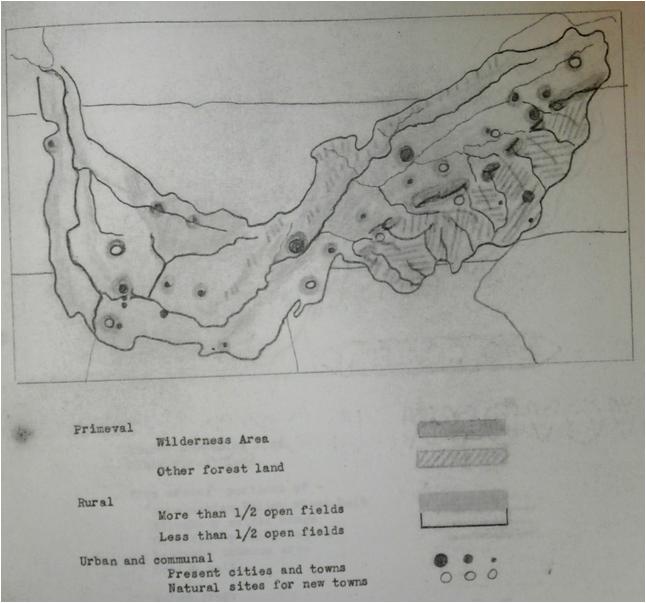 Primeval
Wilderness Area
Other forest land
Rural
More than 1/2 open fields
Less than 1/2 open fields
Urban and communal
Present cities and towns
Natural sites for new towns